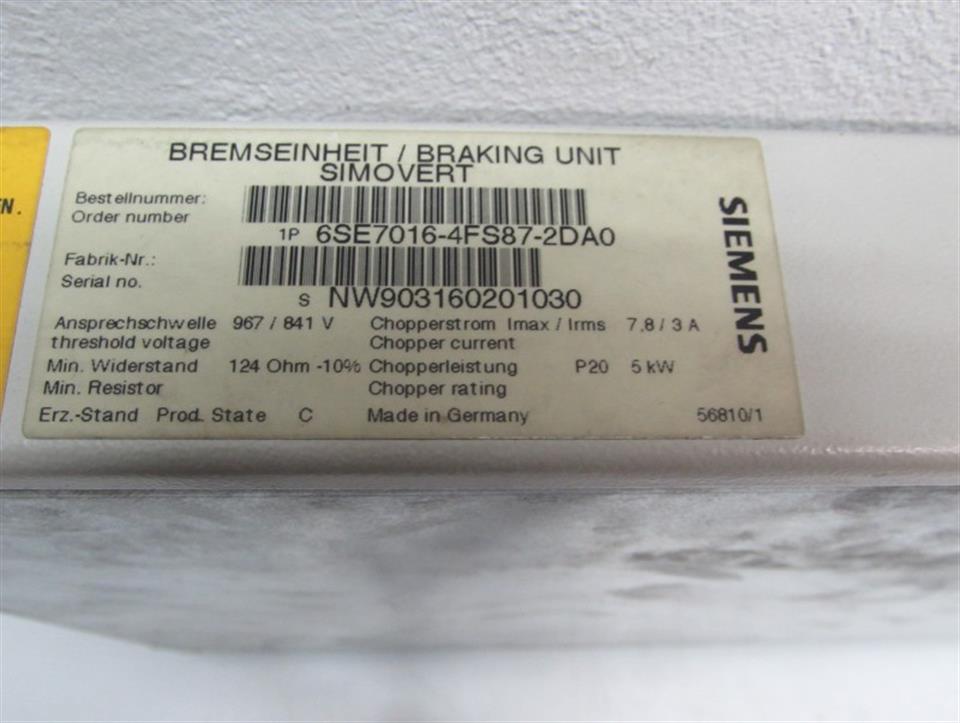 EN.
BREMSEINHEIT / BRAKING UNIT
SIMOVERT
Bestellnummer:
Order number
1P 6SE7016-4FS87-2DA0
Fabrik-Nr.:
Serial no.
S NW903160201030
Ansprechschwelle 967 / 841 V Chopperstrom Imax / Irms 7,8 / 3 A
threshold voltage Chopper current
Min. Widerstand 124 Ohm -10% Chopperleistung P20 5 kW
Min. Resistor Chopper rating
Erz.-Stand Prod. State C Made in Germany 56810/1
SIEMENS